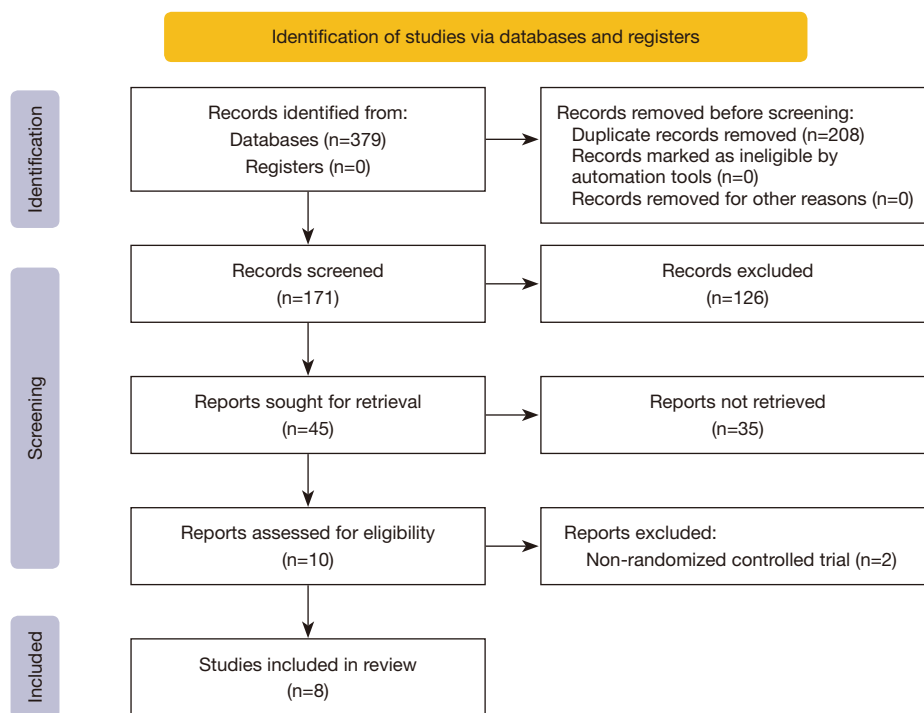 Identification of studies via databases and registers
Identification
Records identified from:
Databases (n=379)
Registers (n=0)
Records removed before screening:
Duplicate records removed (n=208)
Records marked as ineligible by
automation tools (n=0)
Records removed for other reasons (n=0)
Screening
Records screened
(n=171)
Records excluded
(n=126)
Reports sought for retrieval
(n=45)
Reports not retrieved
(n=35)
Reports assessed for eligibility
(n=10)
Reports excluded:
Non-randomized controlled trial (n=2)
Included
Studies included in review
(n=8)